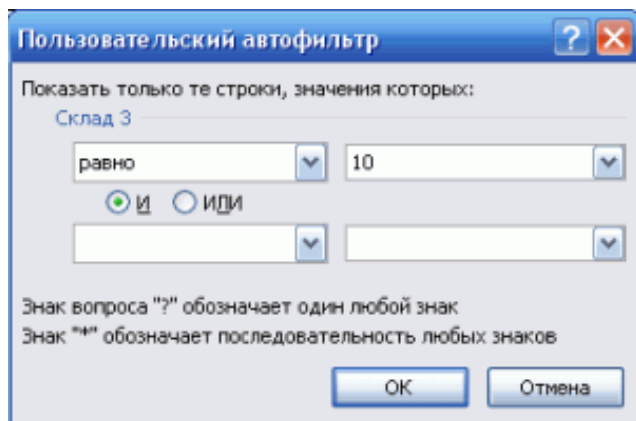 Пользовательский автофильтр
Показать только те строки, значения которых:
Склад 3
равно 10
И ИЛИ
Знак вопроса "?" обозначает один любой знак
Знак "*" обозначает последовательность любых знаков
ОК Отмена